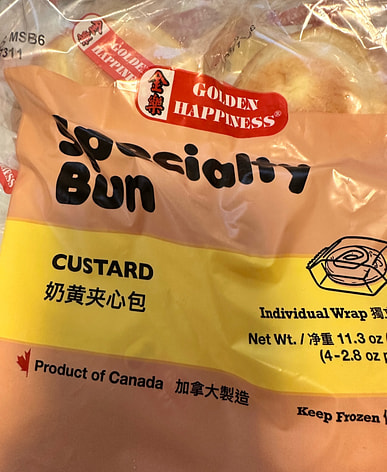 MSB6
311
GOLDEN
HAPPINESS
金樂
GOLDEN
HAPPINESS®
Specialty
Bun
CUSTARD
奶黄夹心包
Individual Wrap 獨
Net Wt. / 净重 11.3 oz
(4-2.8 oz p
Product of Canada 加拿大製造
Keep Frozen